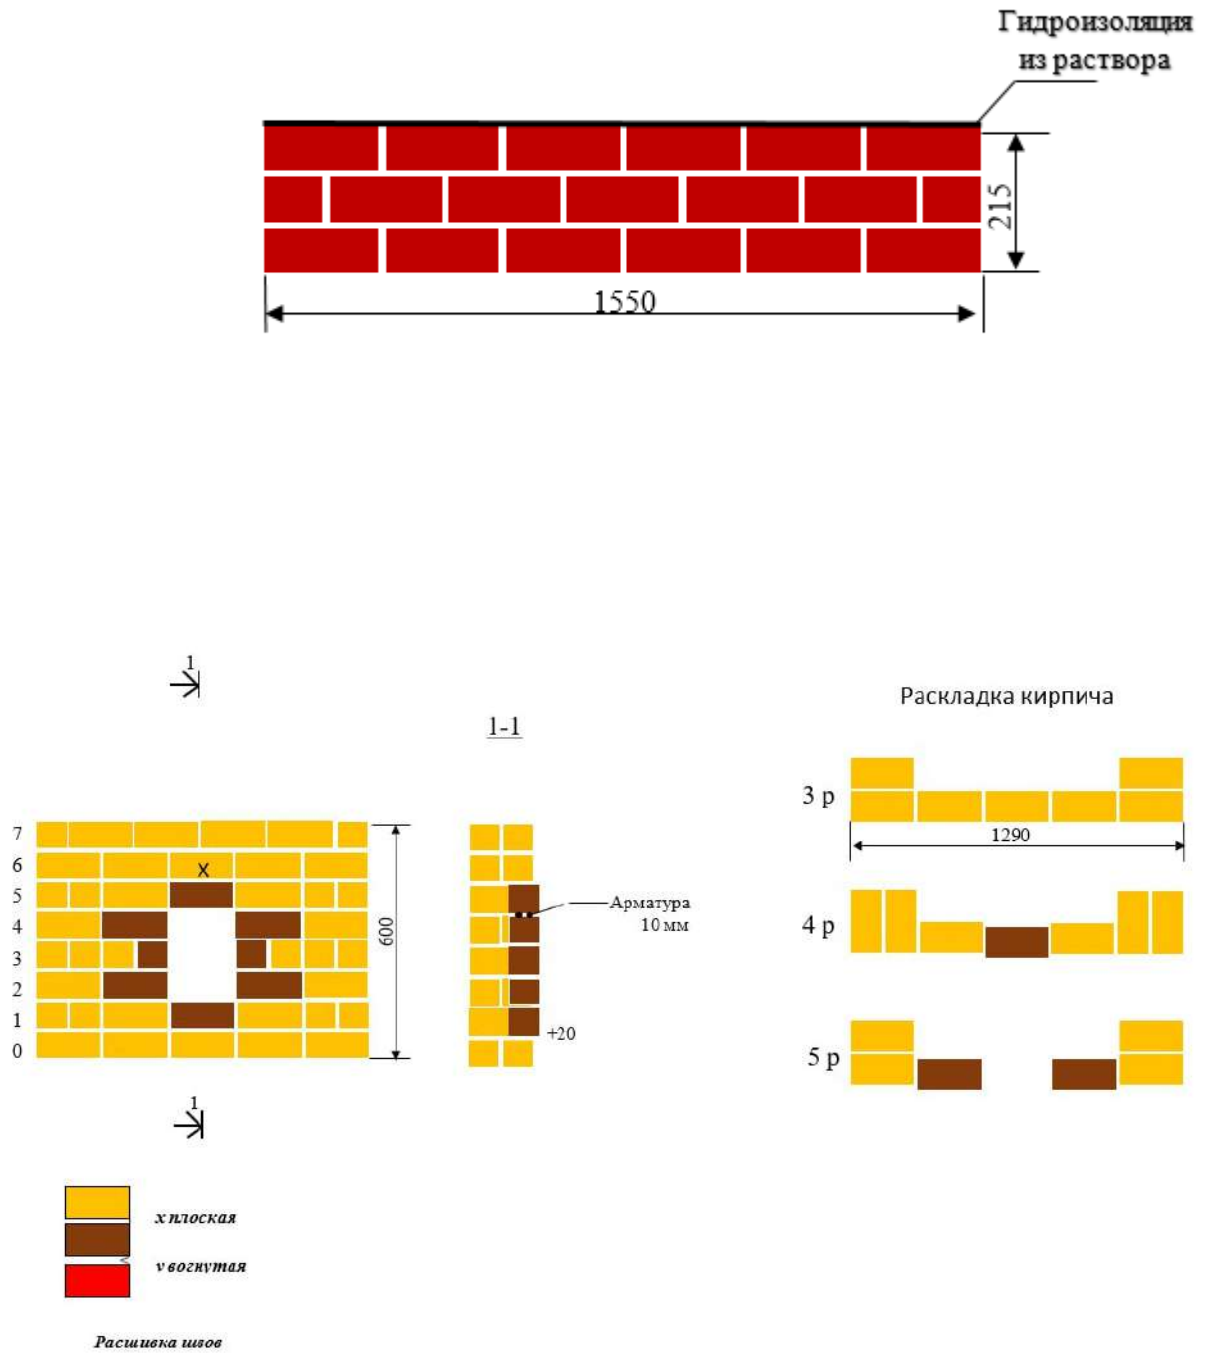 Гидроизоляция
из раствора
215
1550
1
1-1
Раскладка кирпича
3 р
1290
7
6
х
5
4
3
2
1
0
600
Арматура
10 мм
+20
4 р
5 р
1
х плоская
v вогнутая
Расшивка швов